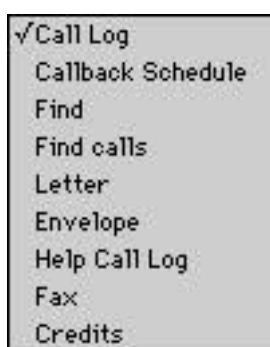 √Call Log
Callback Schedule
Find
Find calls
Letter
Envelope
Help Call Log
Fax
Credits